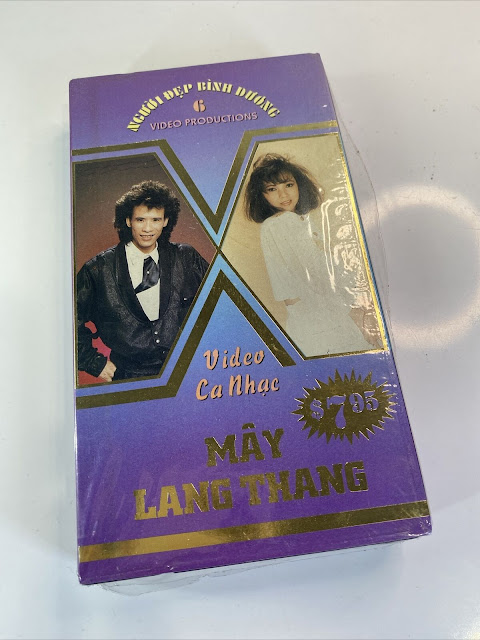 NGƯỜI ĐẸP BÌNH DƯƠNG
6
VIDEO PRODUCTIONS
Video
Ca Nhạc
$7.95
MÂY
LANG THANG